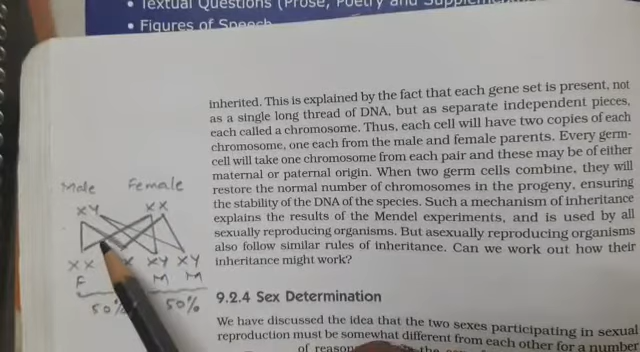 • Textual Questions (Prose, Poetry and
• Figures of Speech
inherited. This is explained by the fact that each gene set is present, not
as a single long thread of DNA, but as separate independent pieces,
each called a chromosome. Thus, each cell will have two copies of each
chromosome, one each from the male and female parents. Every germ-
cell will take one chromosome from each pair and these may be of either
maternal or paternal origin. When two germ cells combine, they will
restore the normal number of chromosomes in the progeny, ensuring
the stability of the DNA of the species. Such a mechanism of inheritance
explains the results of the Mendel experiments, and is used by all
sexually reproducing organisms. But asexually reproducing organisms
also follow similar rules of inheritance. Can we work out how their
inheritance might work?
Male Female
XY XX
XX X XY XY
F M M
50% 50%
9.2.4 Sex Determination
We have discussed the idea that the two sexes participating in sexual
reproduction must be somewhat different from each other for a number
of reason